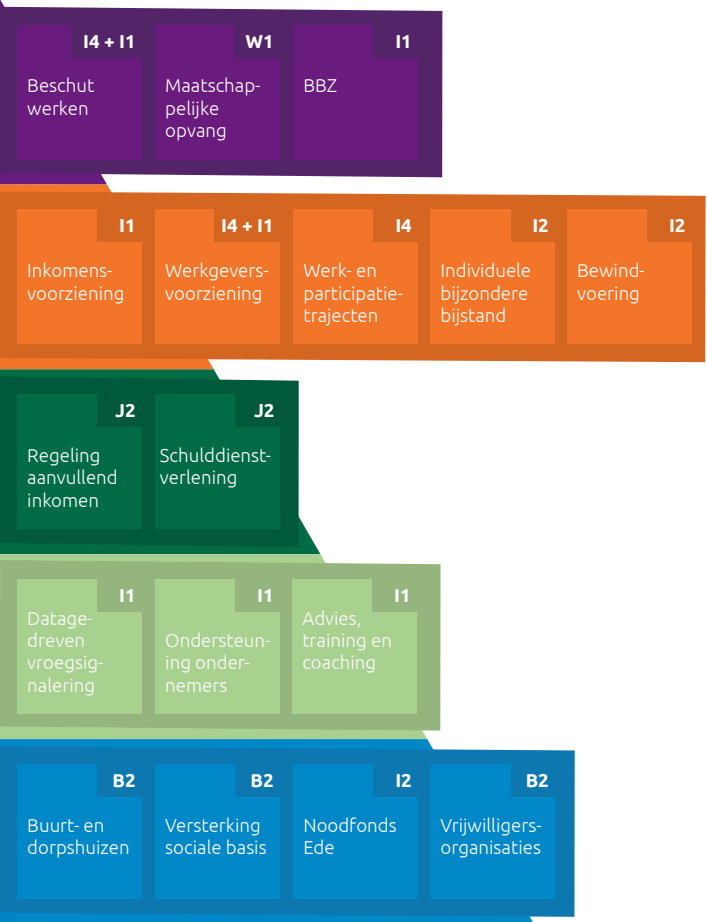 I4 + I1
Beschut
werken
W1
Maatschap-
pelijke
opvang
I1
BBZ
I1
Inkomens-
voorziening
I4 + I1
Werkgevers-
voorziening
I4
Werk- en
participatie-
trajecten
I2
Individuele
bijzondere
bijstand
I2
Bewind-
voering
J2
Regeling
aanvullend
inkomen
J2
Schulddienst-
verlening
I1
Datage-
dreven
vroegsig-
nalering
I1
Ondersteun-
ing onder-
nemers
I1
Advies,
training en
coaching
B2
Buurt- en
dorpshuizen
B2
Versterking
sociale basis
I2
Noodfonds
Ede
B2
Vrijwilligers-
organisaties